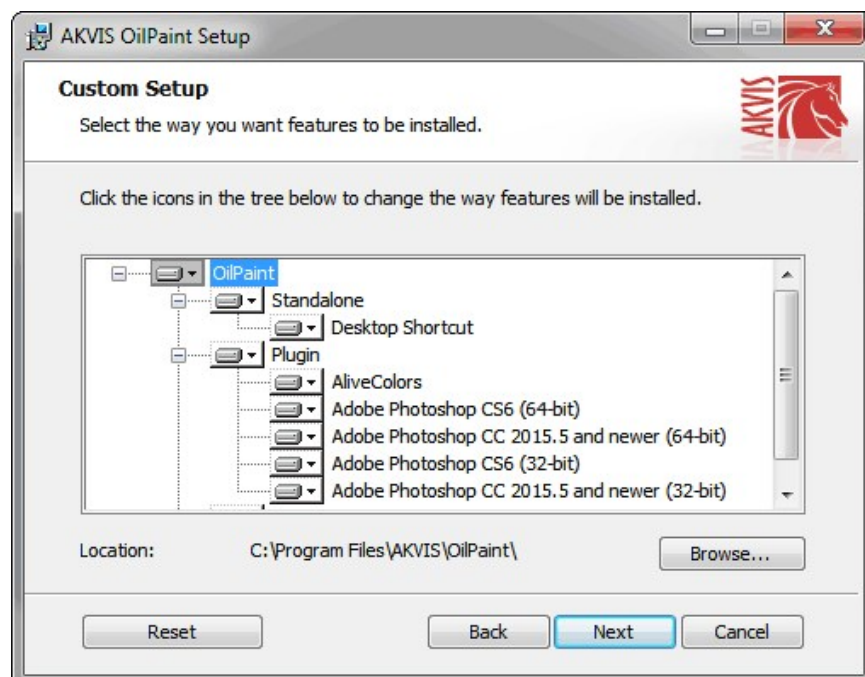 AKVIS OilPaint Setup
Custom Setup
Select the way you want features to be installed.
AKVIS
Click the icons in the tree below to change the way features will be installed.
OilPaint
Standalone
Desktop Shortcut
Plugin
AliveColors
Adobe Photoshop CS6 (64-bit)
Adobe Photoshop CC 2015.5 and newer (64-bit)
Adobe Photoshop CS6 (32-bit)
Adobe Photoshop CC 2015.5 and newer (32-bit)
Location: C:\Program Files\AKVIS\OilPaint\ Browse...
Reset Back Next Cancel